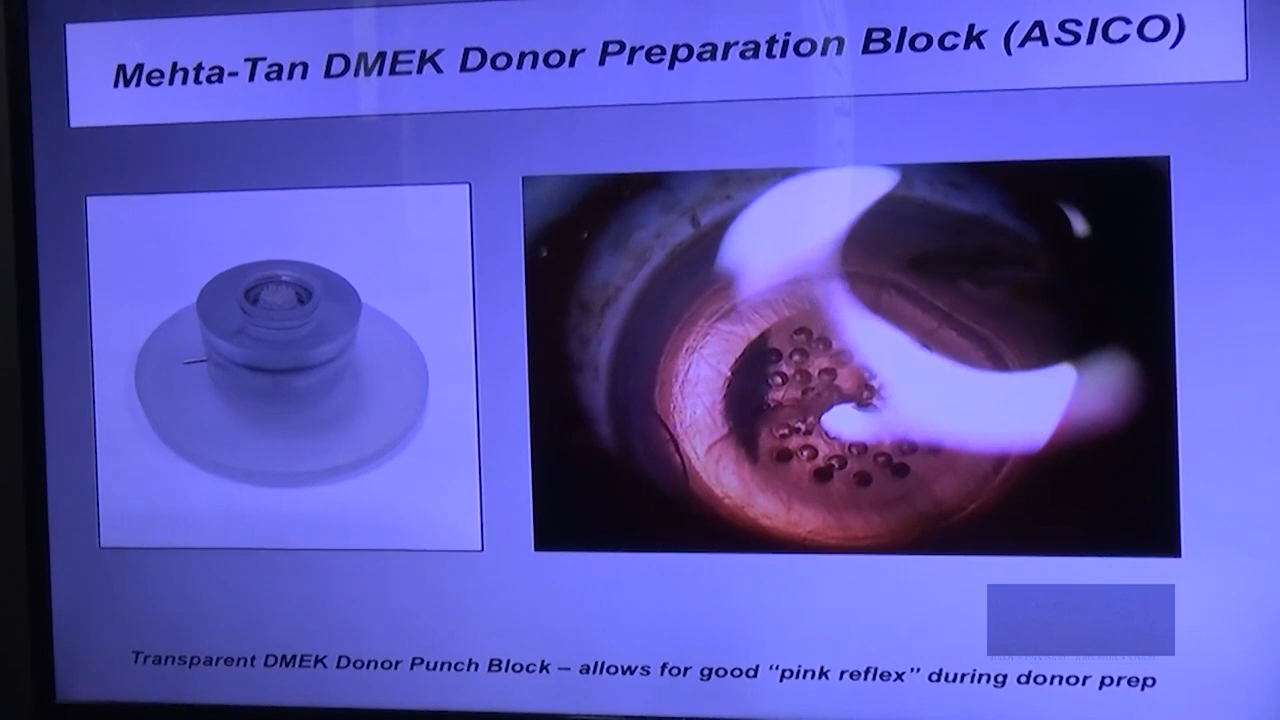 Mehta-Tan DMEK Donor Preparation Block (ASICO)
Transparent DMEK Donor Punch Block – allows for good “pink reflex” during donor prep